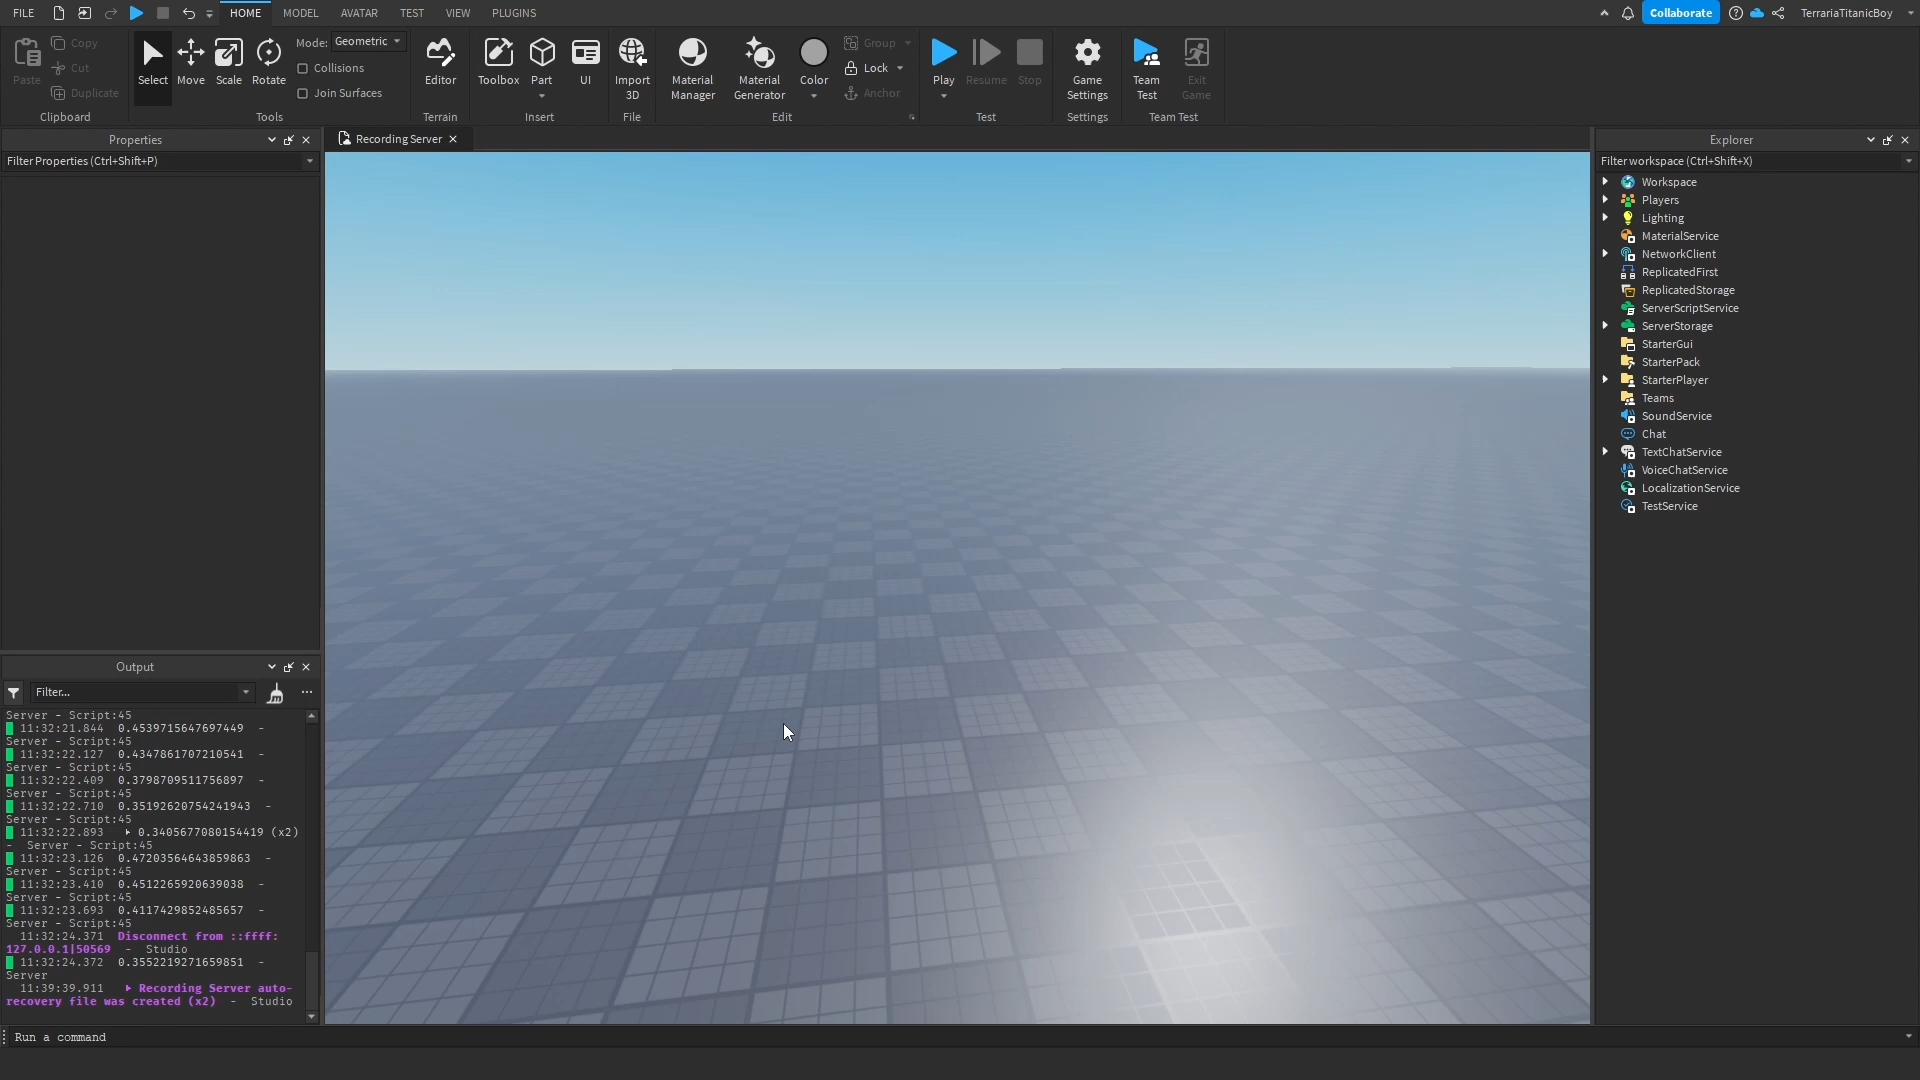 FILE HOME MODEL AVATAR TEST VIEW PLUGINS Collaborate TerrariaTitanicBoy
Paste Copy Cut Duplicate
Clipboard
Select Move Scale Rotate
Mode: Geometric
Collisions
Join Surfaces
Tools
Editor
Terrain
Toolbox Part UI
Insert
Import 3D
File
Material Manager
Material Generator
Color
Group
Lock
Anchor
Edit
Play Resume Stop
Test
Game Settings
Settings
Team Test
Exit Game
Team Test
Properties
Filter Properties (Ctrl+Shift+P)
Recording Server
Explorer
Filter workspace (Ctrl+Shift+X)
Workspace
Players
Lighting
MaterialService
NetworkClient
ReplicatedFirst
ReplicatedStorage
ServerScriptService
ServerStorage
StarterGui
StarterPack
StarterPlayer
Teams
SoundService
Chat
TextChatService
VoiceChatService
LocalizationService
TestService
Output
Filter...
Server - Script:45
11:32:21.844 0.4539715647697449 -
Server - Script:45
11:32:22.127 0.4347861707210541 -
Server - Script:45
11:32:22.409 0.3798709511756897 -
Server - Script:45
11:32:22.710 0.35192620754241943 -
Server - Script:45
11:32:22.893 0.3405677080154419 (x2)
- Server - Script:45
11:32:23.126 0.47203564643859863 -
Server - Script:45
11:32:23.410 0.4512265920639038 -
Server - Script:45
11:32:23.693 0.4117429852485657 -
Server - Script:45
11:32:24.371 Disconnect from ::ffff:
127.0.0.1|50569 - Studio
11:32:24.372 0.3552219271659851 -
Server
11:39:39.911 Recording Server auto-
recovery file was created (x2) - Studio
Run a command